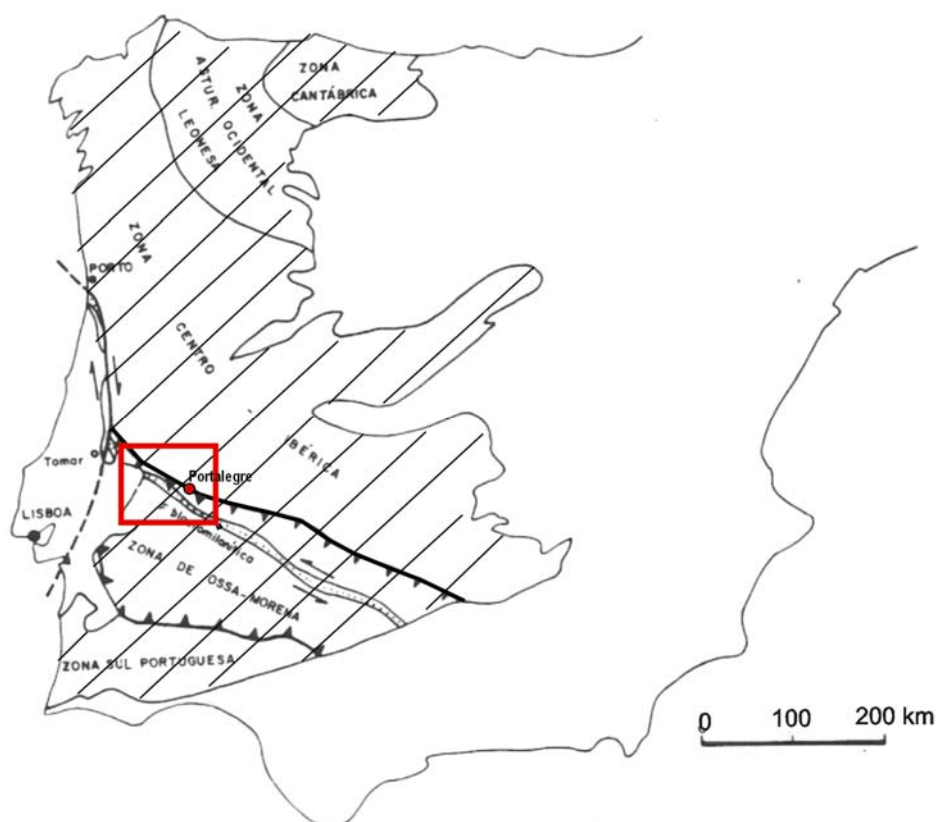 ZONA
CANTÁBRICA
ZONA
ASTUR. OCIDENTAL
LEONESA
ZONA
PORTO
CENTRO
IBÉRICA
Tomar
Portalegre
LISBOA
F. blastomilonítica
ZONA DE OSSA-MORENA
ZONA SUL PORTUGUESA
0 100 200 km